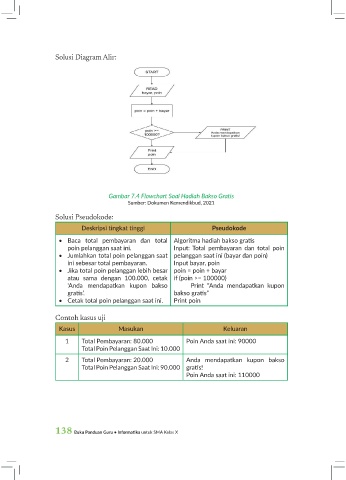 Solusi Diagram Alir:
START
READ
bayar, poin
poin = poin + bayar
poin >=
100000?
PRINT
Anda mendapatkan
kupon bakso gratis!
Print
poin
END
Gambar 7.4 Flowchart Soal Hadiah Bakso Gratis
Sumber: Dokumen Kemendikbud, 2021
Solusi Pseudokode:
Deskripsi tingkat tinggi
• Baca total pembayaran dan total
poin pelanggan saat ini.
• Jumlahkan total poin pelanggan saat
ini sebesar total pembayaran.
• Jika total poin pelanggan lebih besar
atau sama dengan 100.000, cetak
‘Anda mendapatkan kupon bakso
gratis’.
• Cetak total poin pelanggan saat ini.
Pseudokode
Algoritma hadiah bakso gratis
Input: Total pembayaran dan total poin
pelanggan saat ini (bayar dan poin)
Input bayar, poin
poin = poin + bayar
if (poin >= 100000)
Print “Anda mendapatkan kupon
bakso gratis”
Print poin
Contoh kasus uji
Kasus Masukan Keluaran
1 Total Pembayaran: 80.000 Poin Anda saat ini: 90000
Total Poin Pelanggan Saat Ini: 10.000
2 Total Pembayaran: 20.000 Anda mendapatkan kupon bakso
Total Poin Pelanggan Saat Ini: 90.000 gratis!
Poin Anda saat ini: 110000
138 Buku Panduan Guru • Informatika untuk SMA Kelas X